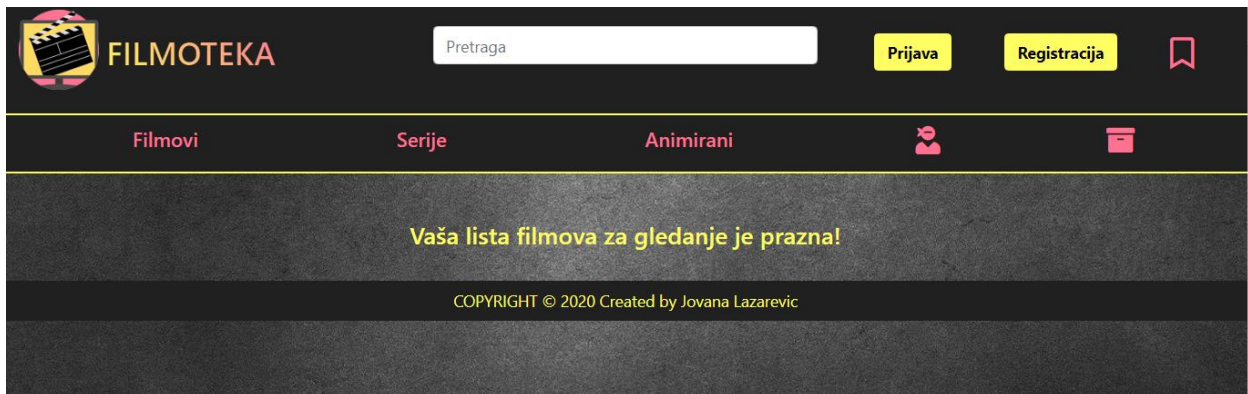 FILMOTEKA
Pretraga
Prijava
Registracija
Filmovi
Serije
Animirani
Vaša lista filmova za gledanje je prazna!
COPYRIGHT © 2020 Created by Jovana Lazarevic